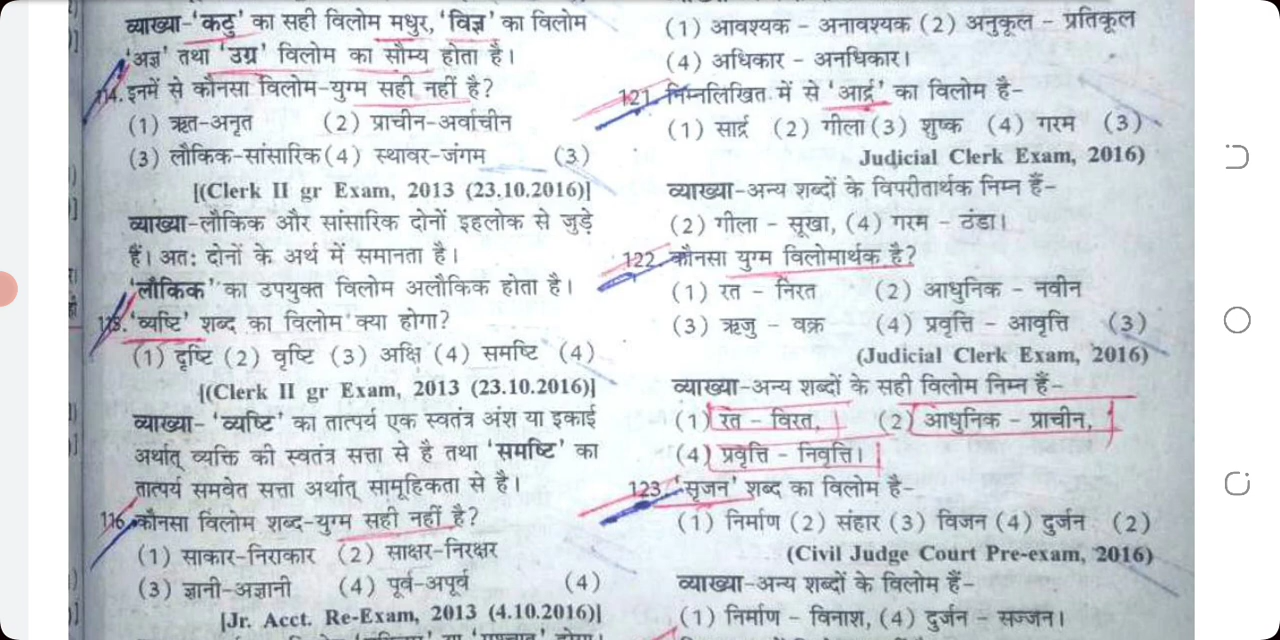 व्याख्या-'कटु' का सही विलोम मधुर, 'विज्ञ' का विलोम
'अज्ञ' तथा 'उग्र' विलोम का सौम्य होता है।
114. इनमें से कौनसा विलोम-युग्म सही नहीं है?
(1) ऋत-अनृत (2) प्राचीन-अर्वाचीन
(3) लौकिक-सांसारिक (4) स्थावर-जंगम (3)
[(Clerk II gr Exam, 2013 (23.10.2016)]
व्याख्या-लौकिक और सांसारिक दोनों इहलोक से जुड़े
हैं। अतः दोनों के अर्थ में समानता है।
'लौकिक' का उपयुक्त विलोम अलौकिक होता है।
115. 'व्यष्टि' शब्द का विलोम क्या होगा?
(1) दृष्टि (2) वृष्टि (3) अक्षि (4) समष्टि (4)
[(Clerk II gr Exam, 2013 (23.10.2016)]
व्याख्या- 'व्यष्टि' का तात्पर्य एक स्वतंत्र अंश या इकाई
अर्थात् व्यक्ति की स्वतंत्र सत्ता से है तथा 'समष्टि' का
तात्पर्य समवेत सत्ता अर्थात् सामूहिकता से है।
116. कौनसा विलोम शब्द-युग्म सही नहीं है?
(1) साकार-निराकार (2) साक्षर-निरक्षर
(3) ज्ञानी-अज्ञानी (4) पूर्व-अपूर्व (4)
[Jr. Acct. Re-Exam, 2013 (4.10.2016)]
(1) आवश्यक - अनावश्यक (2) अनुकूल - प्रतिकूल
(4) अधिकार - अनधिकार।
121. निम्नलिखित में से 'आर्द्र' का विलोम है-
(1) सार्द्र (2) गीला (3) शुष्क (4) गरम (3)
Judicial Clerk Exam, 2016)
व्याख्या-अन्य शब्दों के विपरीतार्थक निम्न हैं-
(2) गीला - सूखा, (4) गरम - ठंडा।
122. कौनसा युग्म विलोमार्थक है?
(1) रत - निरत (2) आधुनिक - नवीन
(3) ऋजु - वक्र (4) प्रवृत्ति - आवृत्ति (3)
(Judicial Clerk Exam, 2016)
व्याख्या-अन्य शब्दों के सही विलोम निम्न हैं-
(1) रत - विरत, (2) आधुनिक - प्राचीन,
(4) प्रवृत्ति - निवृत्ति।
123. 'सृजन' शब्द का विलोम है-
(1) निर्माण (2) संहार (3) विजन (4) दुर्जन (2)
(Civil Judge Court Pre-exam, 2016)
व्याख्या-अन्य शब्दों के विलोम हैं-
(1) निर्माण - विनाश, (4) दुर्जन - सज्जन।